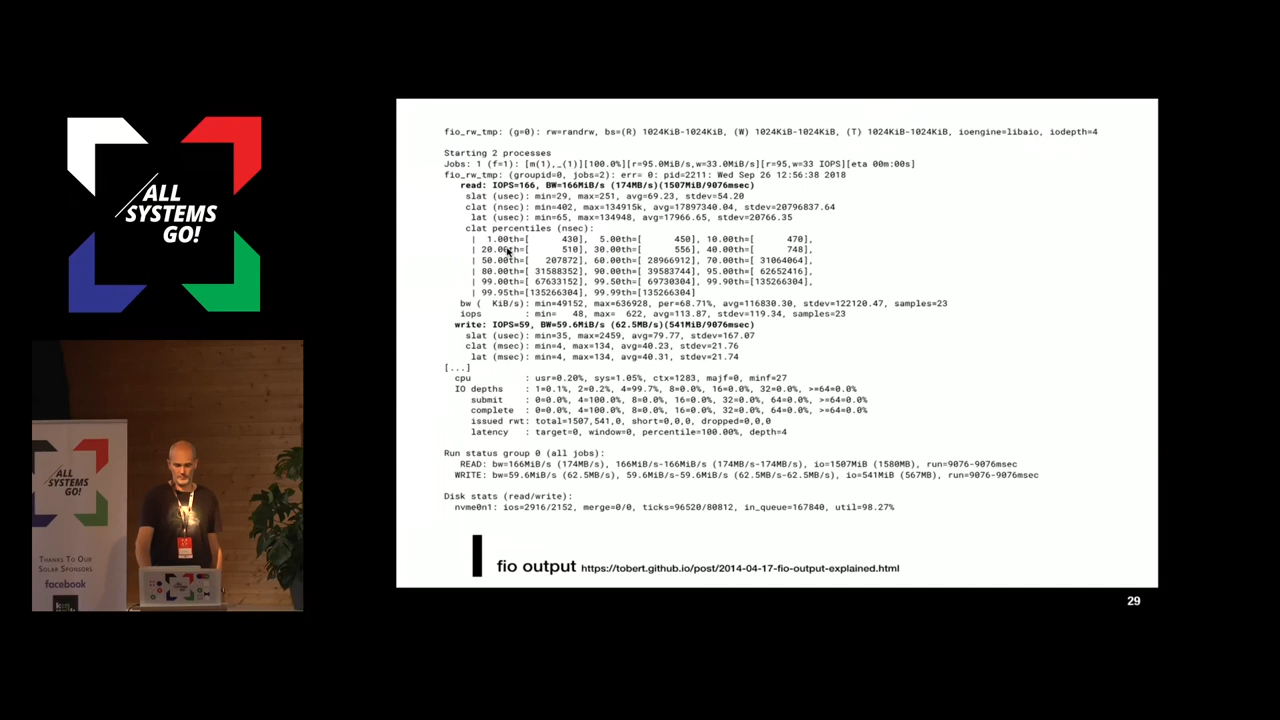 ALL
SYSTEMS
GO!
fio_rw_tmp: (g=0): rw=randrw, bs=(R) 1024KiB-1024KiB, (W) 1024KiB-1024KiB, (T) 1024KiB-1024KiB, ioengine=libaio, iodepth=4
Starting 2 processes
Jobs: 1 (f=1): [m(1),_(1)][100.0%][r=95.0MiB/s,w=33.0MiB/s][r=95,w=33 IOPS][eta 00m:00s]
fio_rw_tmp: (groupid=0, jobs=2): err= 0: pid=2211: Wed Sep 26 12:56:38 2018
read: IOPS=166, BW=166MiB/s (174MB/s)(1507MiB/9076msec)
slat (usec): min=29, max=251, avg=69.23, stdev=54.20
clat (nsec): min=402, max=134915k, avg=17897340.04, stdev=20796837.64
lat (usec): min=65, max=134948, avg=17966.65, stdev=20766.35
clat percentiles (nsec):
| 1.00th=[ 430], 5.00th=[ 450], 10.00th=[ 470],
| 20.00th=[ 510], 30.00th=[ 556], 40.00th=[ 748],
| 50.00th=[ 207872], 60.00th=[ 28966912], 70.00th=[ 31064064],
| 80.00th=[ 31588352], 90.00th=[ 39583744], 95.00th=[ 62652416],
| 99.00th=[ 67633152], 99.50th=[ 69730304], 99.90th=[135266304],
| 99.95th=[135266304], 99.99th=[135266304]
bw ( KiB/s): min=49152, max=636928, per=68.71%, avg=116830.30, stdev=122120.47, samples=23
iops : min= 48, max= 622, avg=113.87, stdev=119.34, samples=23
write: IOPS=59, BW=59.6MiB/s (62.5MB/s)(541MiB/9076msec)
slat (usec): min=35, max=2459, avg=79.77, stdev=167.07
clat (msec): min=4, max=134, avg=40.23, stdev=21.76
lat (msec): min=4, max=134, avg=40.31, stdev=21.74
[...]
cpu : usr=0.20%, sys=1.05%, ctx=1283, majf=0, minf=27
IO depths : 1=0.1%, 2=0.2%, 4=99.7%, 8=0.0%, 16=0.0%, 32=0.0%, >=64=0.0%
submit : 0=0.0%, 4=100.0%, 8=0.0%, 16=0.0%, 32=0.0%, 64=0.0%, >=64=0.0%
complete : 0=0.0%, 4=100.0%, 8=0.0%, 16=0.0%, 32=0.0%, 64=0.0%, >=64=0.0%
issued rwt: total=1507,541,0, short=0,0,0, dropped=0,0,0
latency : target=0, window=0, percentile=100.00%, depth=4
Run status group 0 (all jobs):
READ: bw=166MiB/s (174MB/s), 166MiB/s-166MiB/s (174MB/s-174MB/s), io=1507MiB (1580MB), run=9076-9076msec
WRITE: bw=59.6MiB/s (62.5MB/s), 59.6MiB/s-59.6MiB/s (62.5MB/s-62.5MB/s), io=541MiB (567MB), run=9076-9076msec
Disk stats (read/write):
nvme0n1: ios=2916/2152, merge=0/0, ticks=96520/80812, in_queue=167840, util=98.27%
fio output https://tobert.github.io/post/2014-04-17-fio-output-explained.html
29
ALL
SYSTEMS
GO!
THANKS TO OUR
SOLAR SPONSORS
facebook